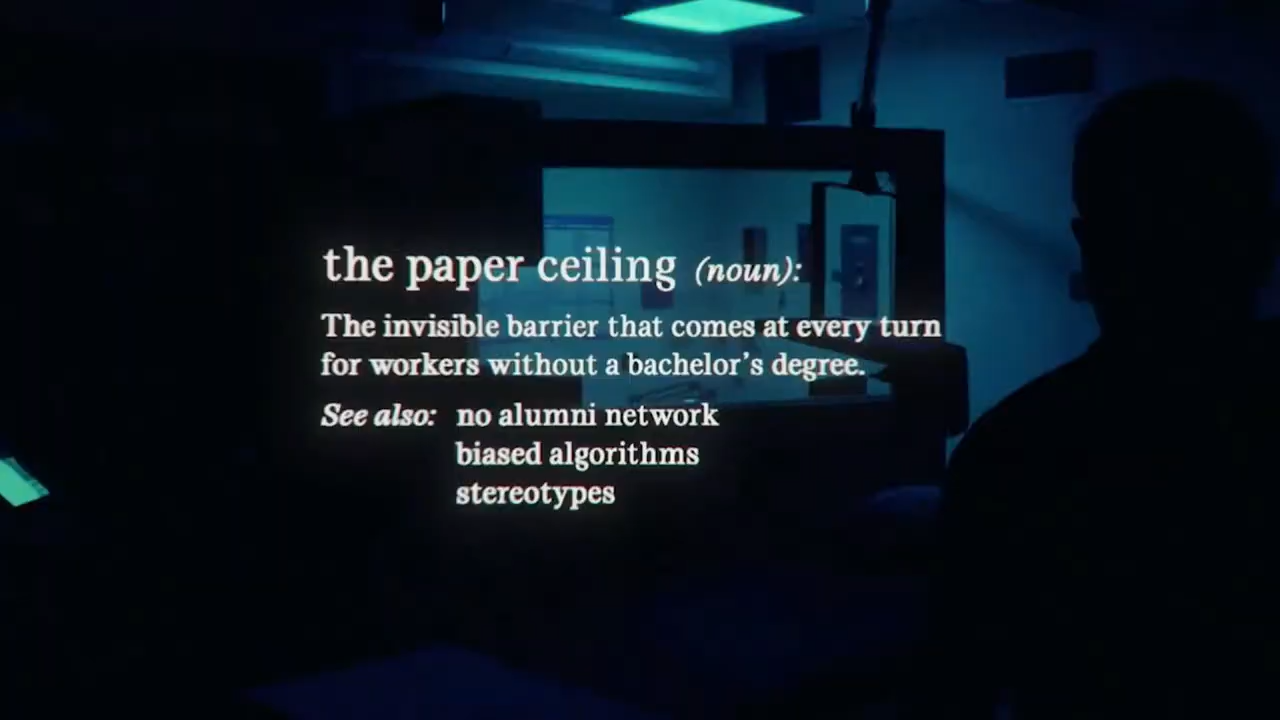 the paper ceiling (noun):
The invisible barrier that comes at every turn
for workers without a bachelor's degree.
See also: no alumni network
biased algorithms
stereotypes